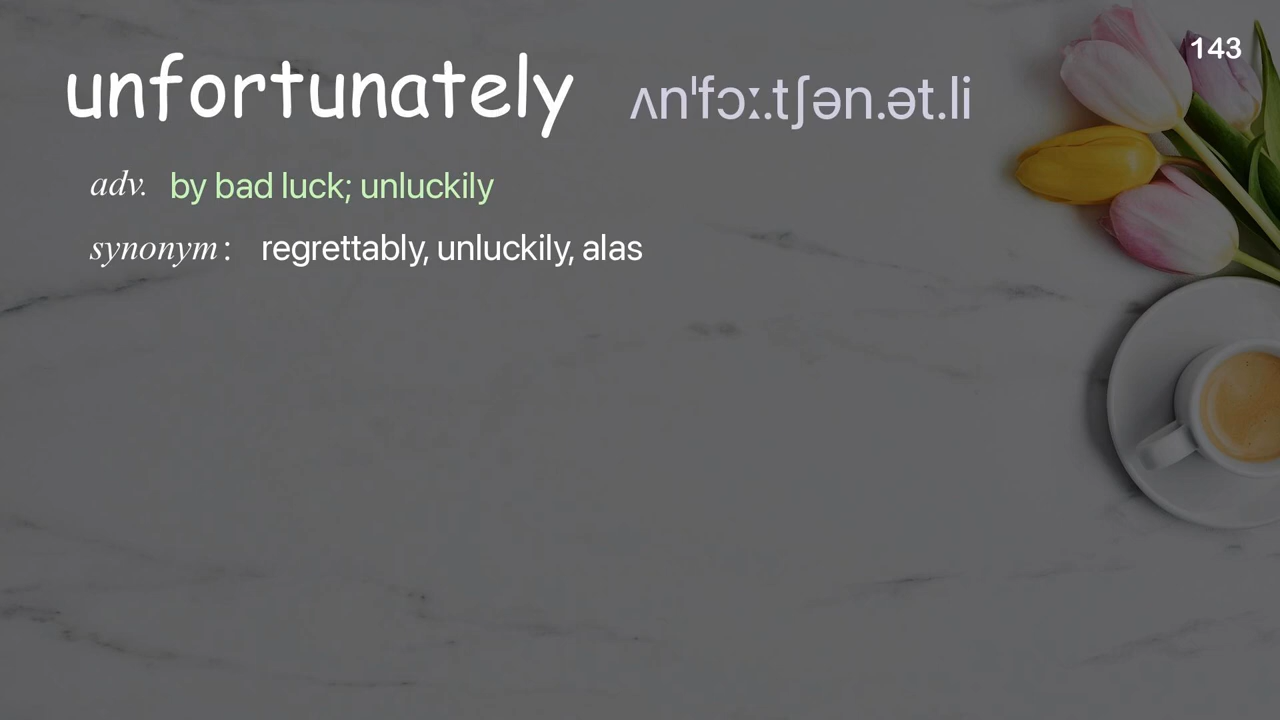 143
unfortunately ʌnˈfɔː.tʃən.ət.li
adv. by bad luck; unluckily
synonym : regrettably, unluckily, alas